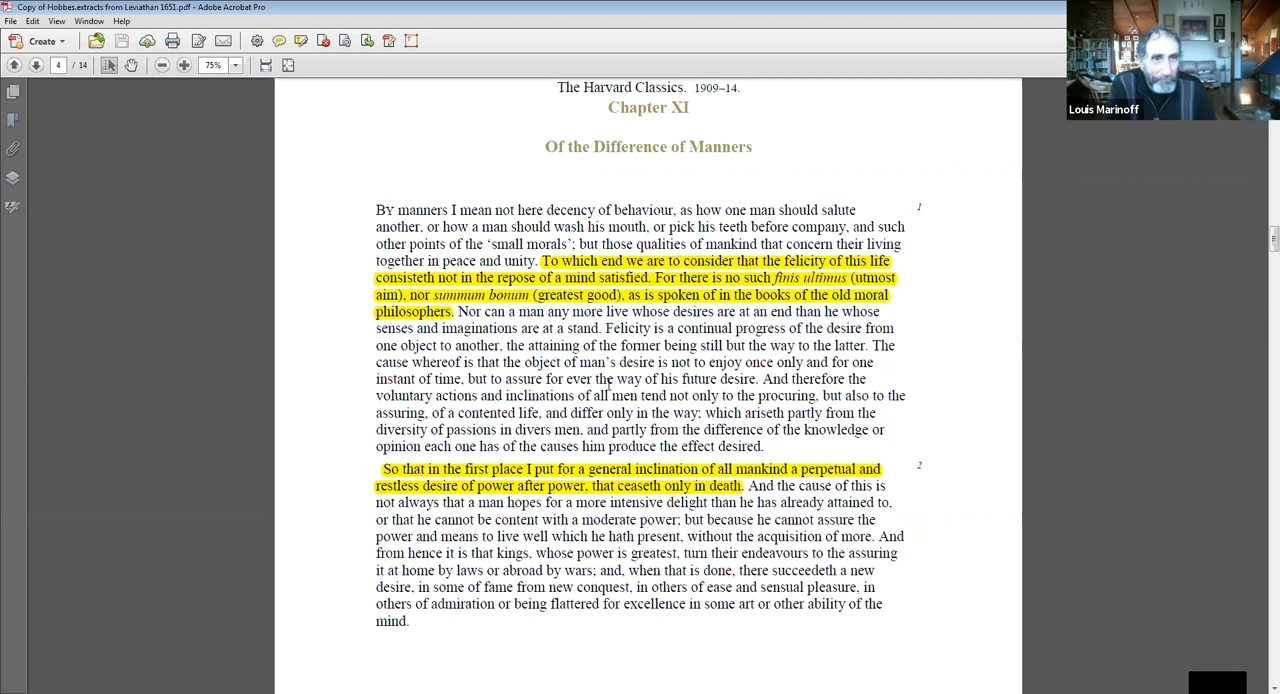 Copy of Hobbes.extracts from Leviathan 1651.pdf - Adobe Acrobat Pro
File Edit View Window Help
Create
4 / 14 75%
Louis Marinoff
The Harvard Classics. 1909–14.
Chapter XI
Of the Difference of Manners
BY manners I mean not here decency of behaviour, as how one man should salute 1
another, or how a man should wash his mouth, or pick his teeth before company, and such
other points of the ‘small morals’; but those qualities of mankind that concern their living
together in peace and unity. To which end we are to consider that the felicity of this life
consisteth not in the repose of a mind satisfied. For there is no such finis ultimus (utmost
aim), nor summum bonum (greatest good), as is spoken of in the books of the old moral
philosophers. Nor can a man any more live whose desires are at an end than he whose
senses and imaginations are at a stand. Felicity is a continual progress of the desire from
one object to another, the attaining of the former being still but the way to the latter. The
cause whereof is that the object of man’s desire is not to enjoy once only and for one
instant of time, but to assure for ever the way of his future desire. And therefore the
voluntary actions and inclinations of all men tend not only to the procuring, but also to the
assuring, of a contented life, and differ only in the way; which ariseth partly from the
diversity of passions in divers men, and partly from the difference of the knowledge or
opinion each one has of the causes him produce the effect desired.
So that in the first place I put for a general inclination of all mankind a perpetual and 2
restless desire of power after power, that ceaseth only in death. And the cause of this is
not always that a man hopes for a more intensive delight than he has already attained to,
or that he cannot be content with a moderate power; but because he cannot assure the
power and means to live well which he hath present, without the acquisition of more. And
from hence it is that kings, whose power is greatest, turn their endeavours to the assuring
it at home by laws or abroad by wars; and, when that is done, there succeedeth a new
desire, in some of fame from new conquest, in others of ease and sensual pleasure, in
others of admiration or being flattered for excellence in some art or other ability of the
mind.